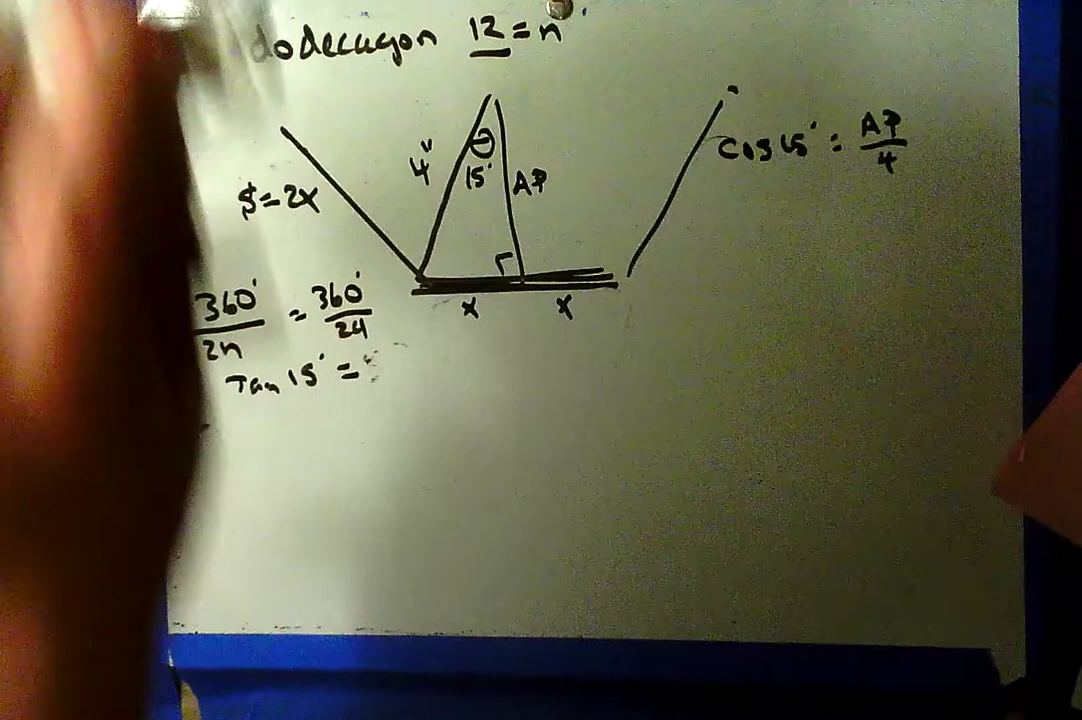 dodecagon 12 = n
4"
θ
15°
AP
cos 15° = AP/4
s = 2x
x x
360°/2n = 360°/24
Tan 15° =